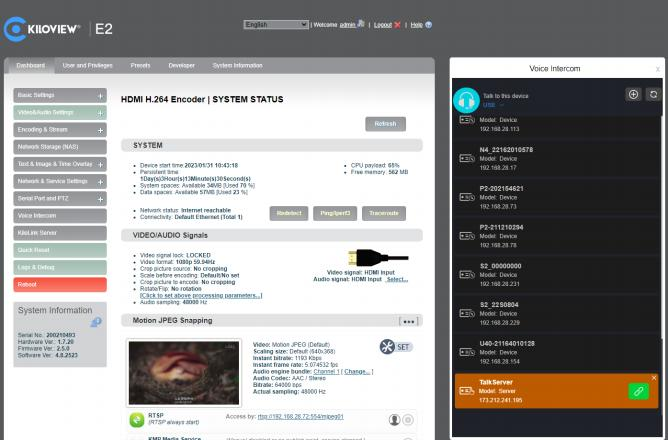 KILOVIEW® | E2
English | Welcome admin | Logout | Help
Dashboard User and Privileges Presets Developer System Information
Basic Settings +
Video&Audio Settings +
Encoding & Stream +
Network Storage (NAS)
Text & Image & Time Overlay +
Network & Service Settings +
Serial Port and PTZ +
Voice Intercom
KiloLink Server
Quick Reset
Logs & Debug
Reboot
System Information
Serial No.: 200210493
Hardware Ver.: 1.7.20
Firmware Ver.: 2.5.0
Software Ver.: 4.8.2523
HDMI H.264 Encoder | SYSTEM STATUS
Refresh
SYSTEM
Device start time:2023/01/31 10:43:18
Persistent time:
1Day(s)3Hour(s)13Minute(s)30Second(s)
System spaces: Available 34MB [Used 70 %]
Data spaces: Available 57MB [Used 23 %]
CPU payload: 65%
Free memory: 562 MB
Network status: Internet reachable
Connectivity: Default Ethernet (Total 1)
Redetect Ping/Iperf3 Traceroute
VIDEO/AUDIO Signals
Video signal lock: LOCKED
Video format: 1080p 59.94Hz
Crop picture source: No cropping
Scale before encoding: Default/No set
Crop picture to encode: No cropping
Rotate/Flip: No rotation
[Click to set above processing parameters...]
Audio sampling: 48000 Hz
Video signal: HDMI Input
Audio signal: HDMI Input Select...
Motion JPEG Snapping
[ ●●● ]
Video: Motion JPEG (Default)
Scaling size: Default (640x368)
Instant bitrate: 1193 Kbps
Instant frame rate: 5.074532 fps
Audio engine bundle: Channel 1 [ Change... ]
Audio Codec: AAC / Stereo
Bitrate: 64000 bps
Actual sampling: 48000 Hz
SET
RTSP
(RTSP always start)
Access by: rtsp://192.168.28.72:554/mjpeg01
KMP Media Service
Voice Intercom x
Talk to this device
USB
Model: Device
192.168.28.113
N4_22162010578
Model: Device
192.168.28.17
P2-202154621
Model: Device
192.168.28.73
P2-211210294
Model: Device
192.168.28.78
S2_00000000
Model: Device
192.168.28.231
S2_22S0804
Model: Device
192.168.28.229
U40-21164010128
Model: Device
192.168.28.154
TalkServer
Model: Server
173.212.241.195